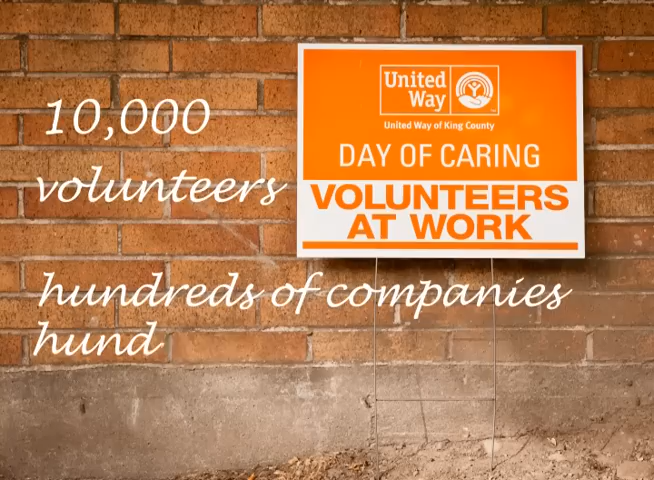 10,000
volunteers
hundreds of companies
hund
United
Way
United Way of King County
DAY OF CARING
VOLUNTEERS
AT WORK